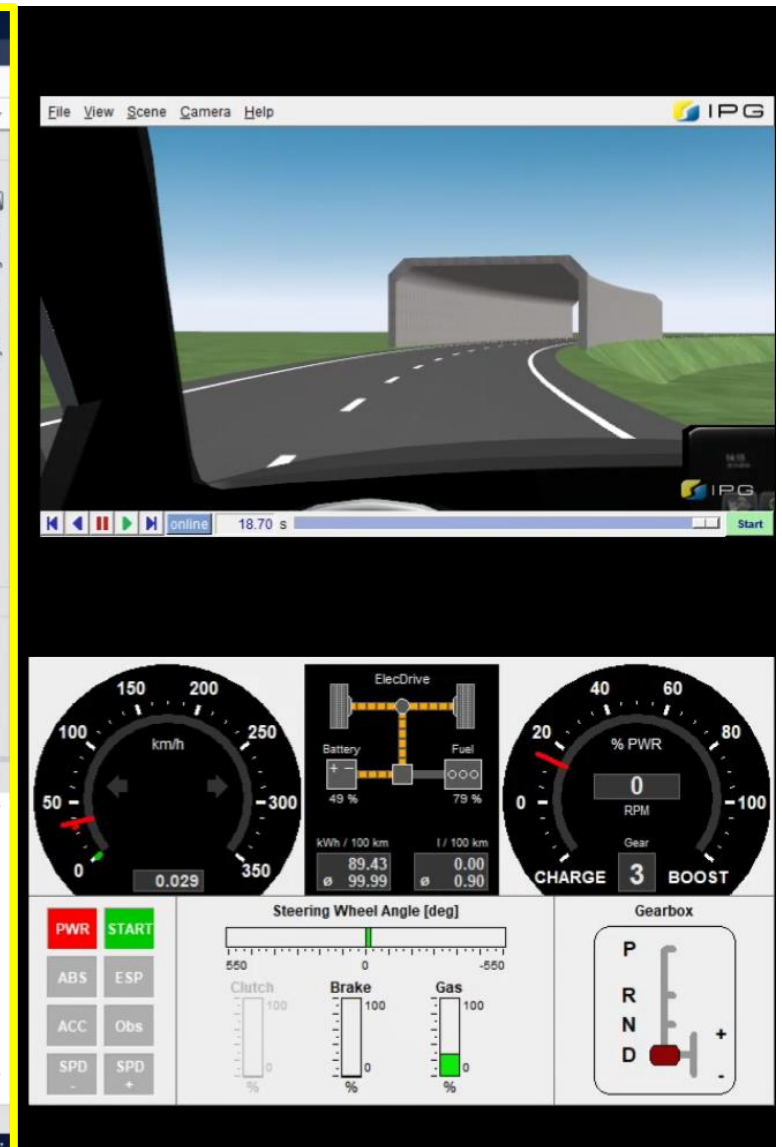 File View Scene Camera Help
IPG
IPG
online 18.70 s Start
0 50 100 150 200 250 300 350
km/h
0.029
ElecDrive
Battery Fuel
49 % 79 %
kWh / 100 km l / 100 km
89.43 0.00
ø 99.99 ø 0.90
0 20 40 60 80 100
% PWR
0
RPM
Gear
CHARGE 3 BOOST
PWR START
ABS ESP
ACC Obs
SPD - SPD +
Steering Wheel Angle [deg]
550 0 -550
Clutch Brake Gas
100 100 100
0 0 0
% % %
Gearbox
P
R
N
D
+
-